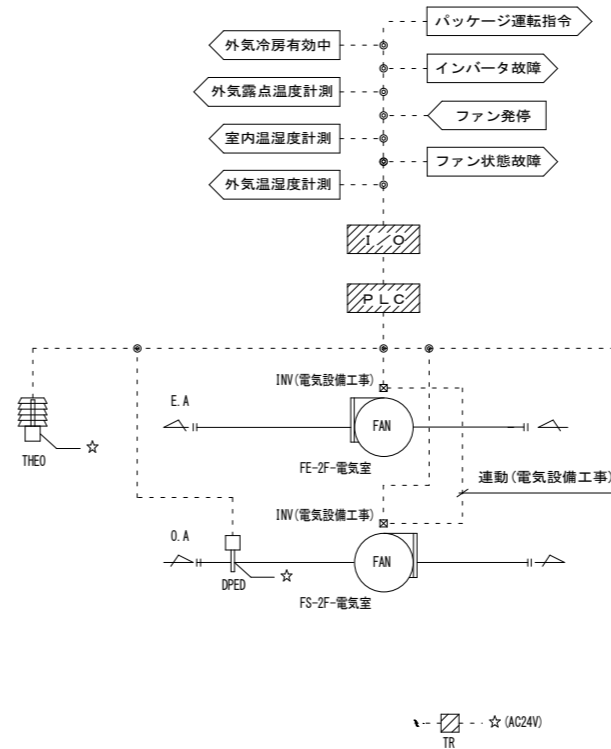 パッケージ運転指令
外気冷房有効中
インバータ故障
外気露点温度計測
ファン発停
室内温湿度計測
ファン状態故障
外気温湿度計測
I/O
PLC
INV(電気設備工事)
E.A
FAN
THEO
FE-2F-電気室
連動(電気設備工事)
INV(電気設備工事)
O.A
FAN
DPED
FS-2F-電気室
☆(AC24V)
TR